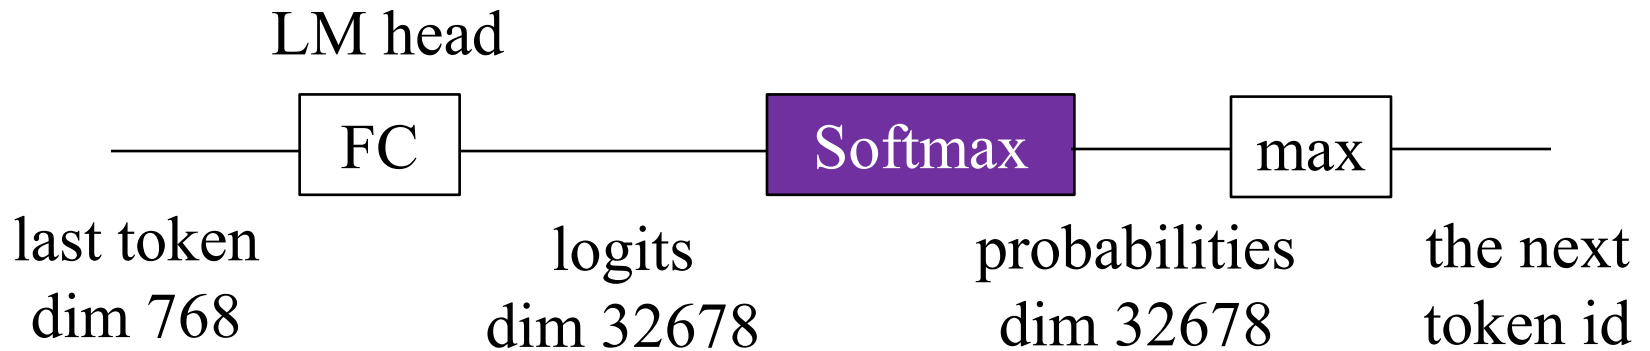 LM head
FC
Softmax
max
last token
dim 768
logits
dim 32678
probabilities
dim 32678
the next
token id